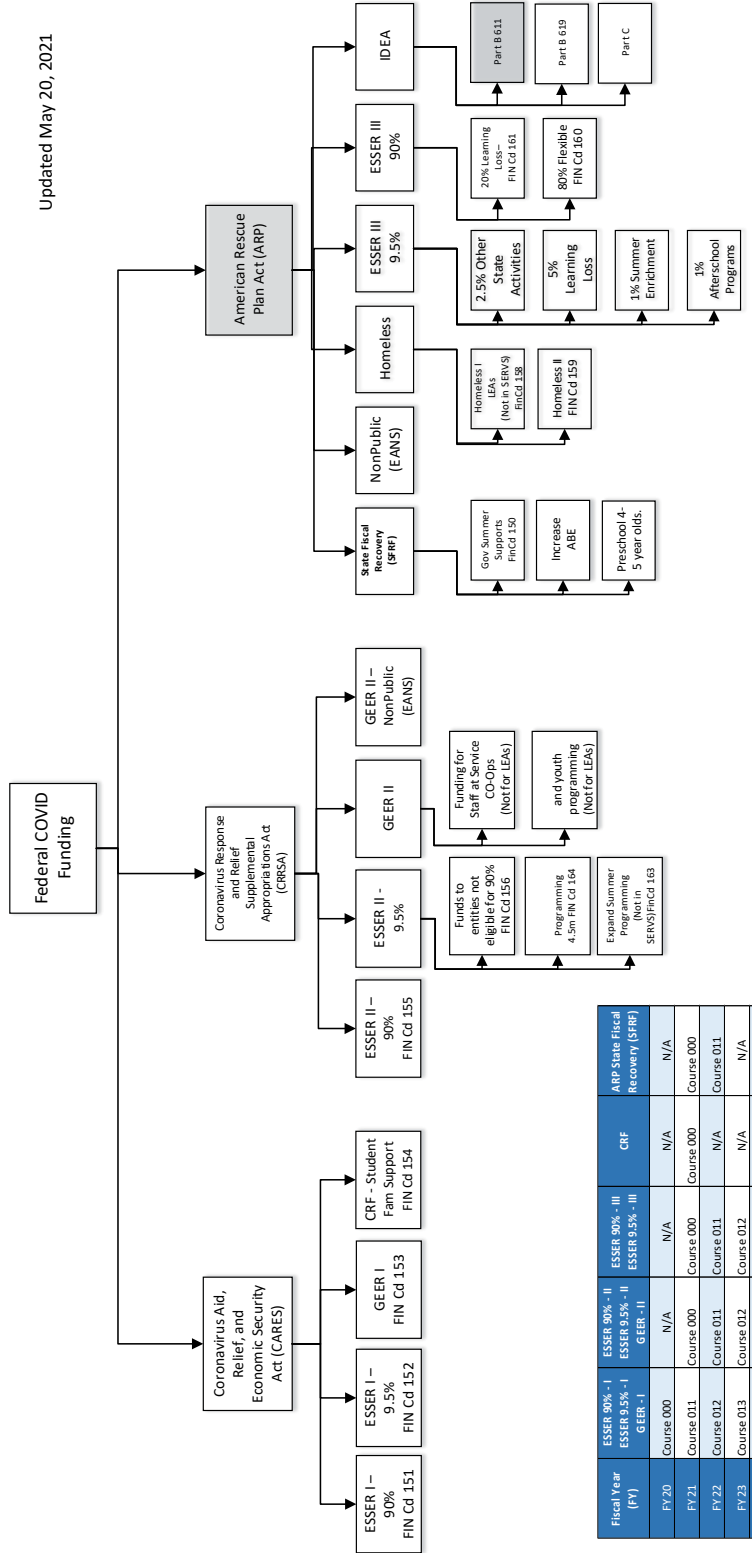 Updated May 20, 2021
Federal COVID
Funding
Coronavirus Aid,
Relief, and
Economic Security
Act (CARES)
ESSER I–
90%
FIN Cd 151
ESSER I –
9.5%
FIN Cd 152
GEER I
FIN Cd 153
CRF - Student
Fam Support
FIN Cd 154
Coronavirus Response
and Relief
Supplemental
Appropriations Act
(CRRSA)
ESSER II –
90%
FIN Cd 155
ESSER II -
9.5%
Funds to
entities not
eligible for 90%
FIN Cd 156
Programming
4.5m FIN Cd 164
Expand Summer
Programming
(Not in
SERVS)FinCd 163
GEER II
Funding for
Staff at Service
CO-Ops
(Not for LEAs)
and youth
programming
(Not for LEAs)
GEER II –
NonPublic
(EANS)
American Rescue
Plan Act (ARP)
State Fiscal
Recovery
(SFRF)
Gov Summer
Supports
FinCd 150
Increase
ABE
Preschool 4-
5 year olds.
NonPublic
(EANS)
Homeless
Homeless I
LEAs
(Not in SERVS)
FinCd 158
Homeless II
FIN Cd 159
ESSER III
9.5%
2.5% Other
State
Activities
5%
Learning
Loss
1% Summer
Enrichment
1%
Afterschool
Programs
ESSER III
90%
20% Learning
Loss–
FIN Cd 161
80% Flexible
FIN Cd 160
IDEA
Part B 611
Part B 619
Part C
Fiscal Year
(FY)
ESSER 90% - I
ESSER 9.5% - I
GEER - I
ESSER 90% - II
ESSER 9.5% - II
GEER - II
ESSER 90% - III
ESSER 9.5% - III
CRF
ARP State Fiscal
Recovery (SFRF)
FY 20 Course 000 N/A N/A N/A N/A
FY 21 Course 011 Course 000 Course 000 Course 000 Course 000
FY 22 Course 012 Course 011 Course 011 N/A Course 011
FY 23 Course 013 Course 012 Course 012 N/A N/A